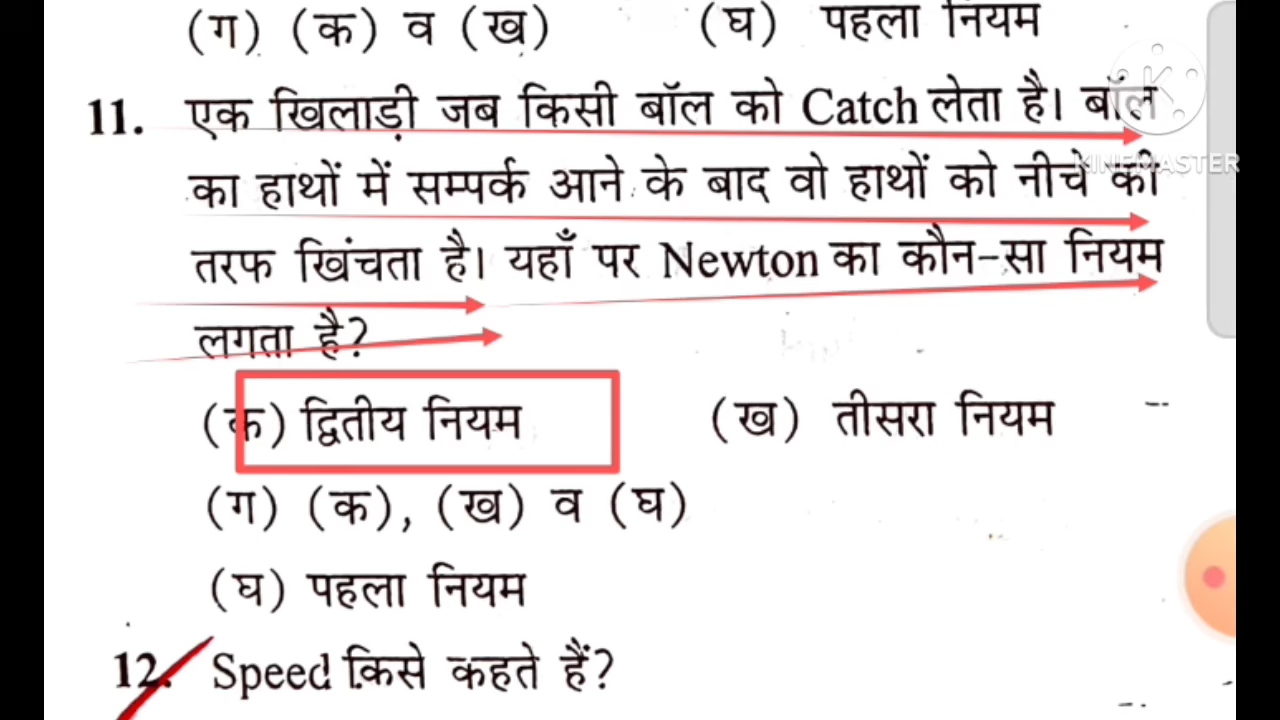 (ग) (क) व (ख) (घ) पहला नियम
11. एक खिलाड़ी जब किसी बॉल को Catch लेता है। बॉल
का हाथों में सम्पर्क आने के बाद वो हाथों को नीचे की
KINEMASTER
तरफ खिंचता है। यहाँ पर Newton का कौन-सा नियम
लगता है?
(क) द्वितीय नियम (ख) तीसरा नियम
(ग) (क), (ख) व (घ)
(घ) पहला नियम
12. Speed किसे कहते हैं?